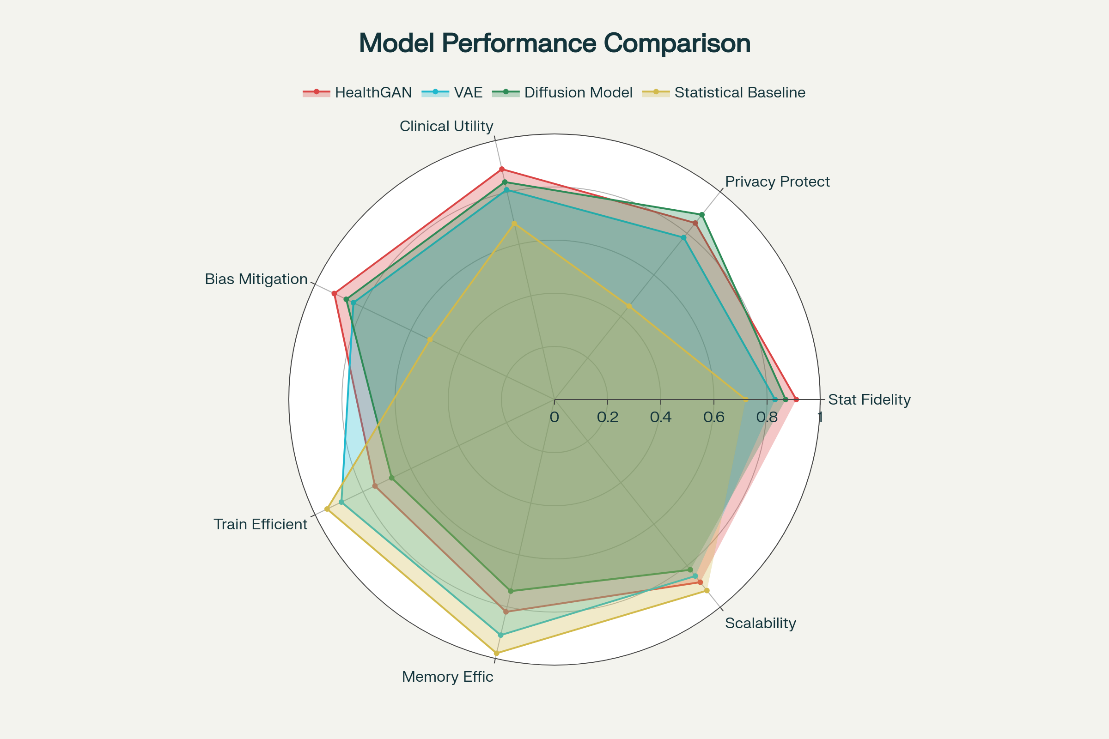 Model Performance Comparison
HealthGAN VAE Diffusion Model Statistical Baseline
Clinical Utility
Privacy Protect
Bias Mitigation
Stat Fidelity
0 0.2 0.4 0.6 0.8 1
Train Efficient
Scalability
Memory Effic